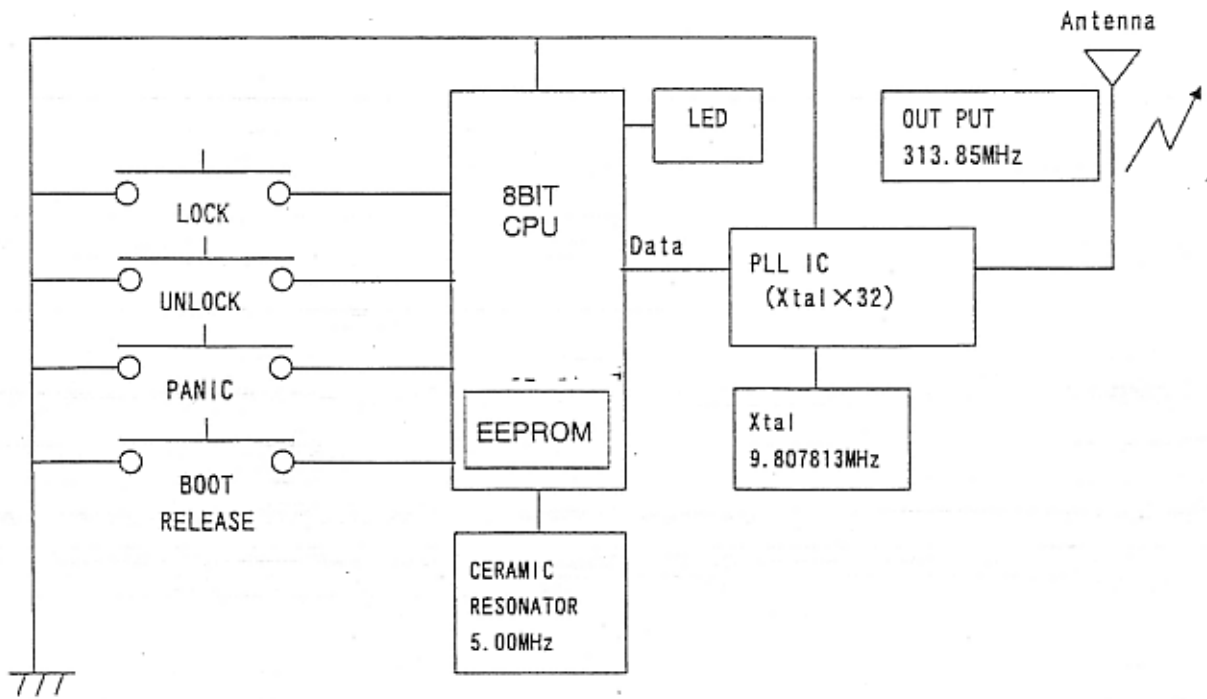 Antenna
LED
OUT PUT
313.85MHz
LOCK
8BIT
CPU
Data
PLL IC
(Xtal×32)
UNLOCK
PANIC
EEPROM
Xtal
9.807813MHz
BOOT
RELEASE
CERAMIC
RESONATOR
5.00MHz